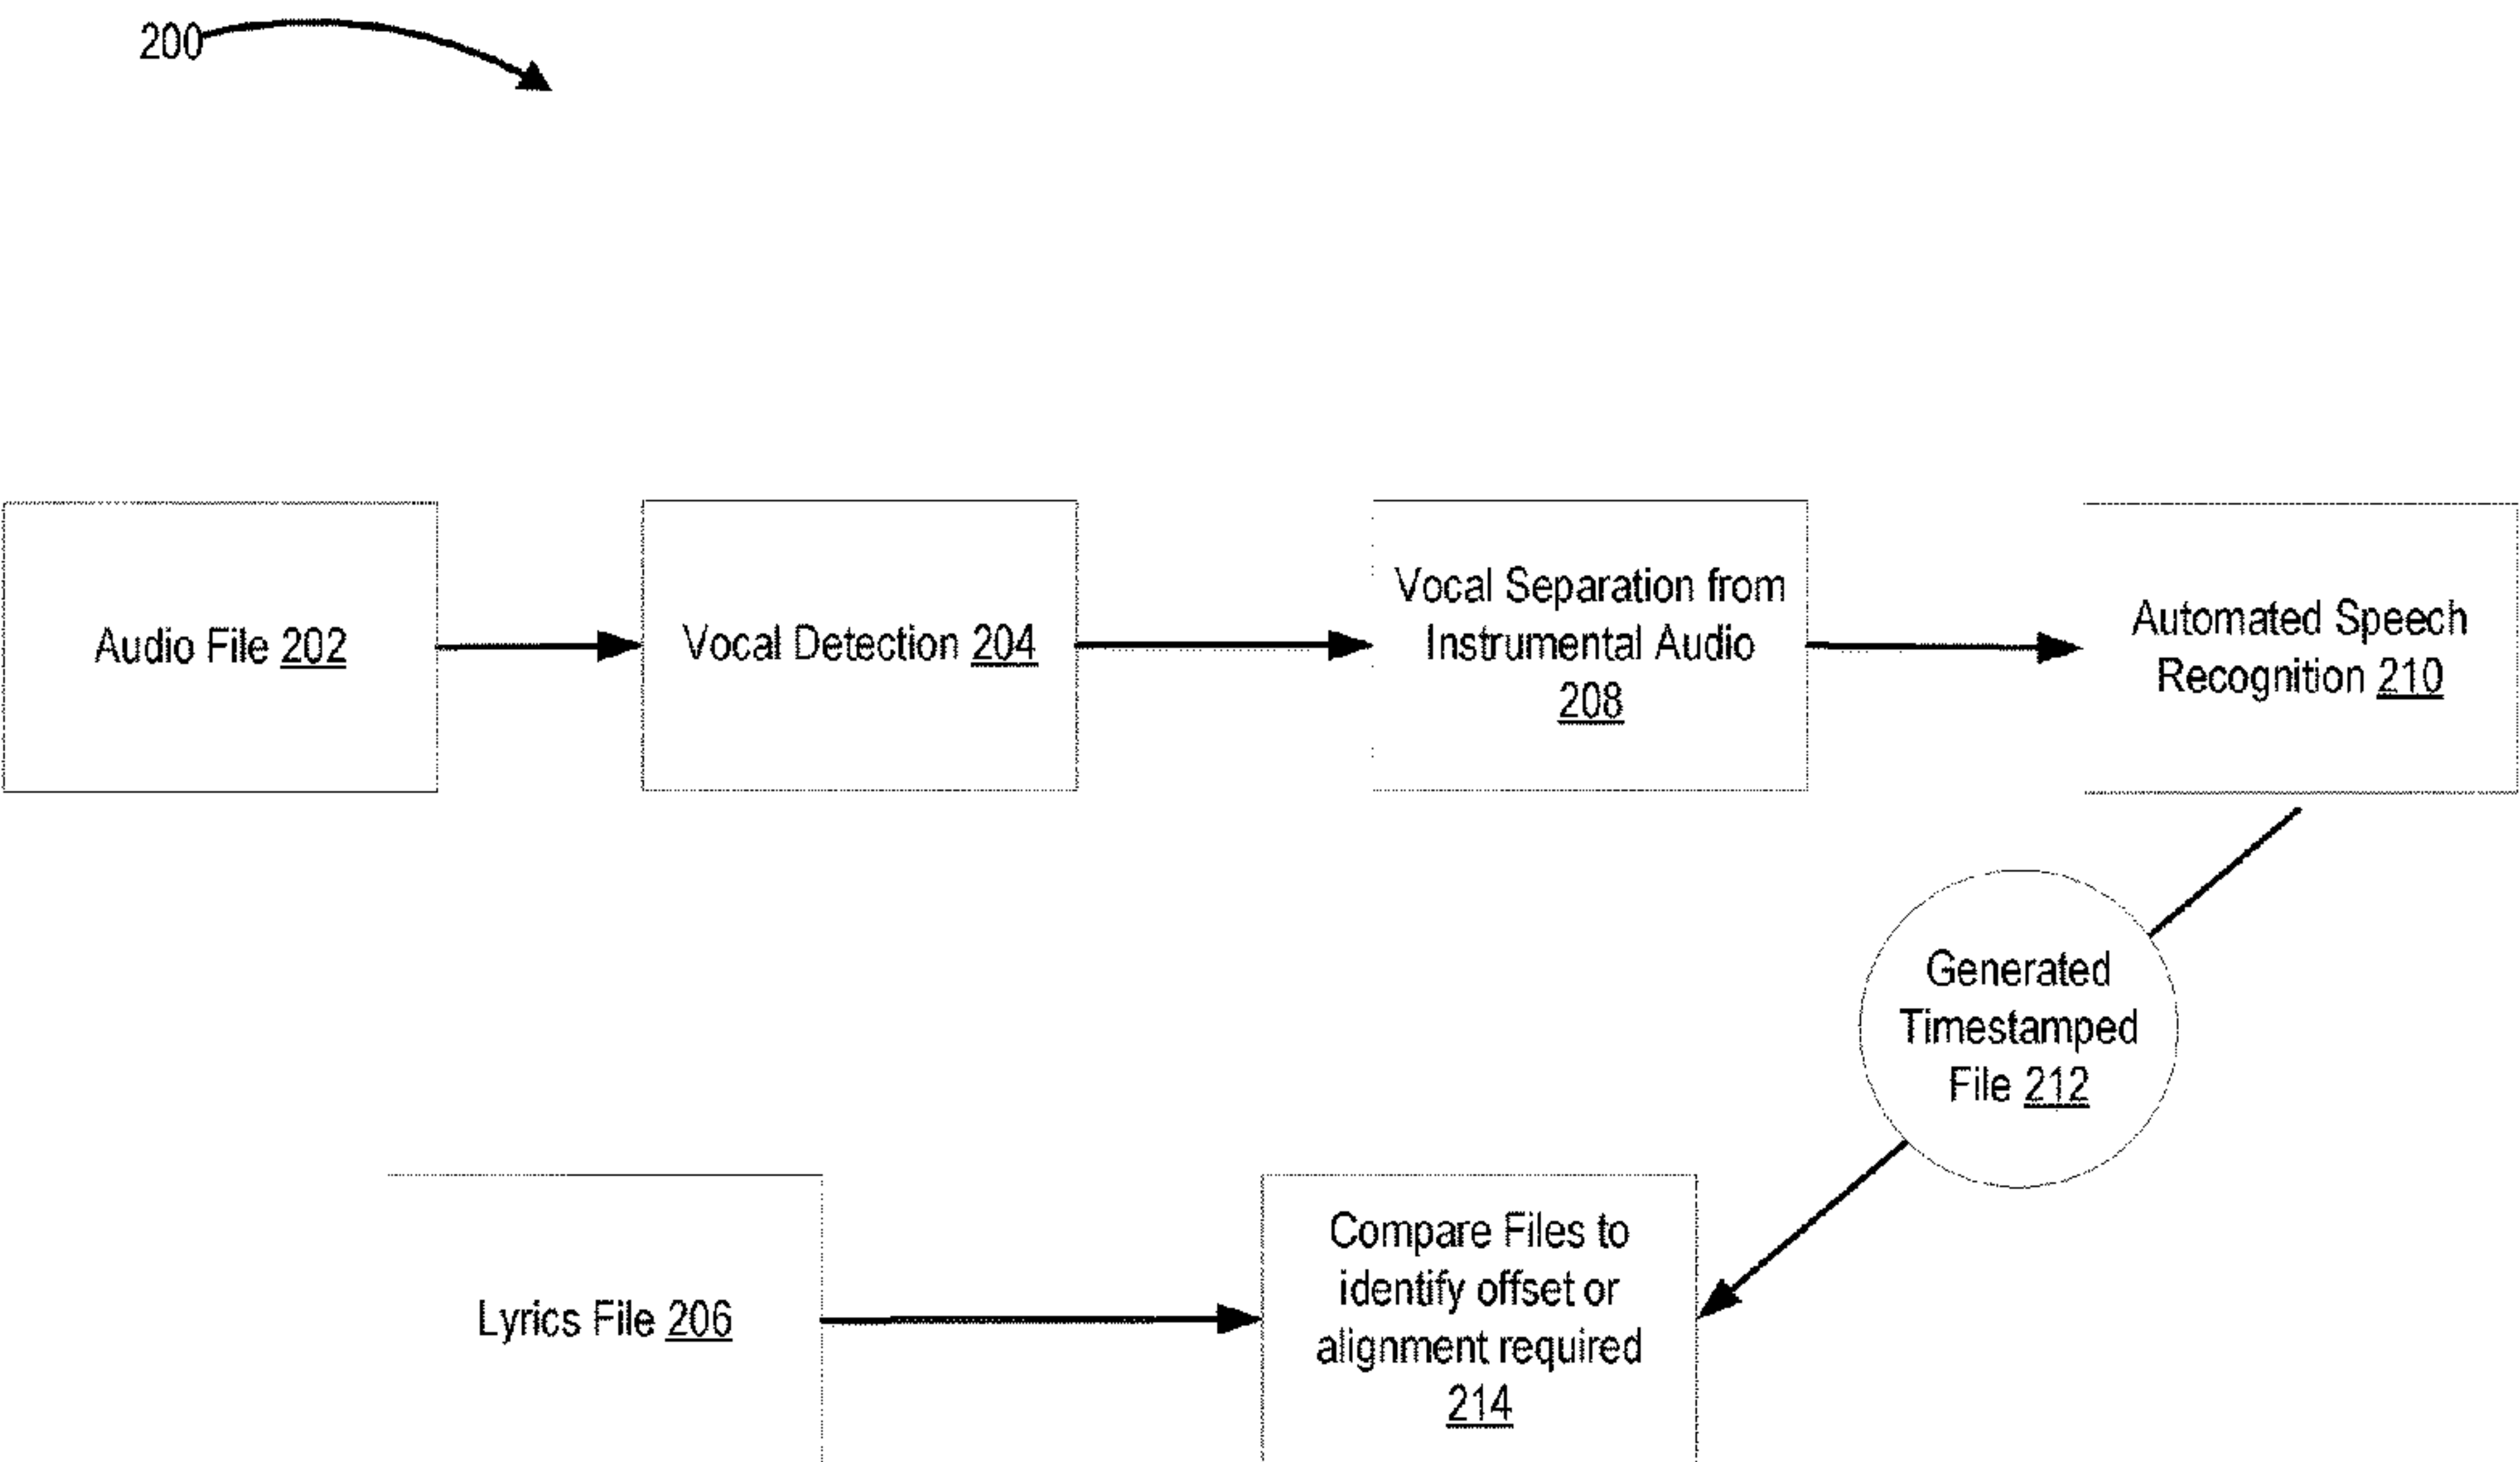 200
Audio File 202
Vocal Detection 204
Vocal Separation from
Instrumental Audio
208
Automated Speech
Recognition 210
Generated
Timestamped
File 212
Lyrics File 206
Compare Files to
identify offset or
alignment required
214